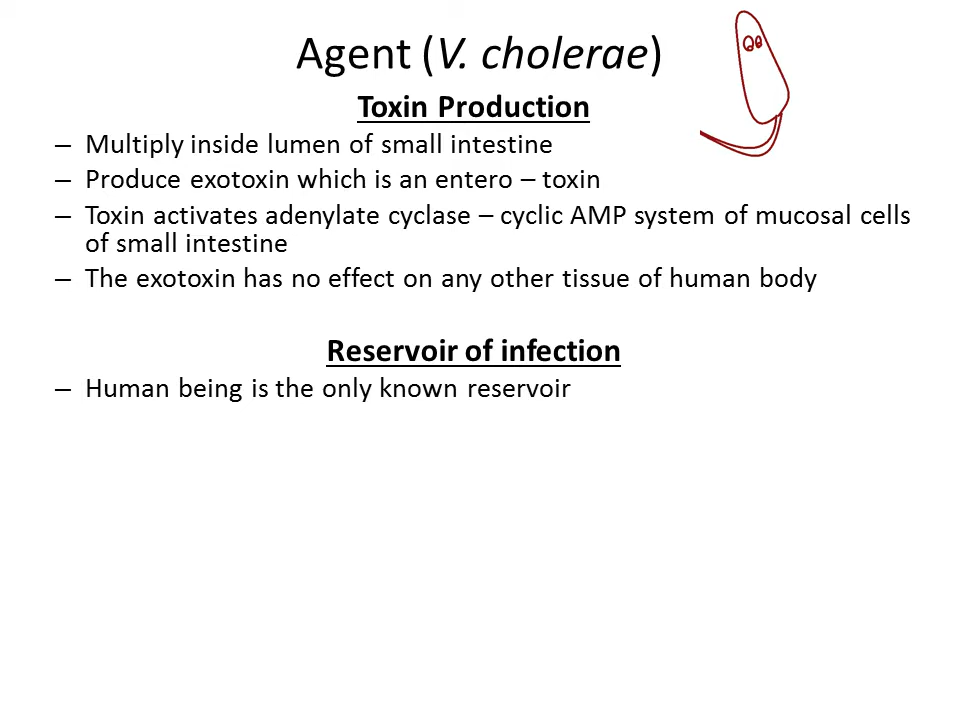 Agent (V. cholerae)
Toxin Production
– Multiply inside lumen of small intestine
– Produce exotoxin which is an entero – toxin
– Toxin activates adenylate cyclase – cyclic AMP system of mucosal cells
of small intestine
– The exotoxin has no effect on any other tissue of human body
Reservoir of infection
– Human being is the only known reservoir